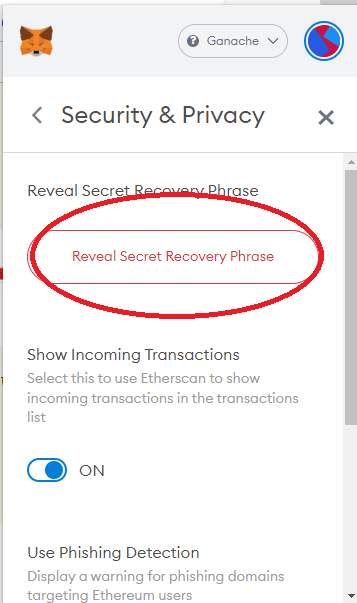 Ganache
Security & Privacy
Reveal Secret Recovery Phrase
Reveal Secret Recovery Phrase
Show Incoming Transactions
Select this to use Etherscan to show
incoming transactions in the transactions
list
ON
Use Phishing Detection
Display a warning for phishing domains
targeting Ethereum users